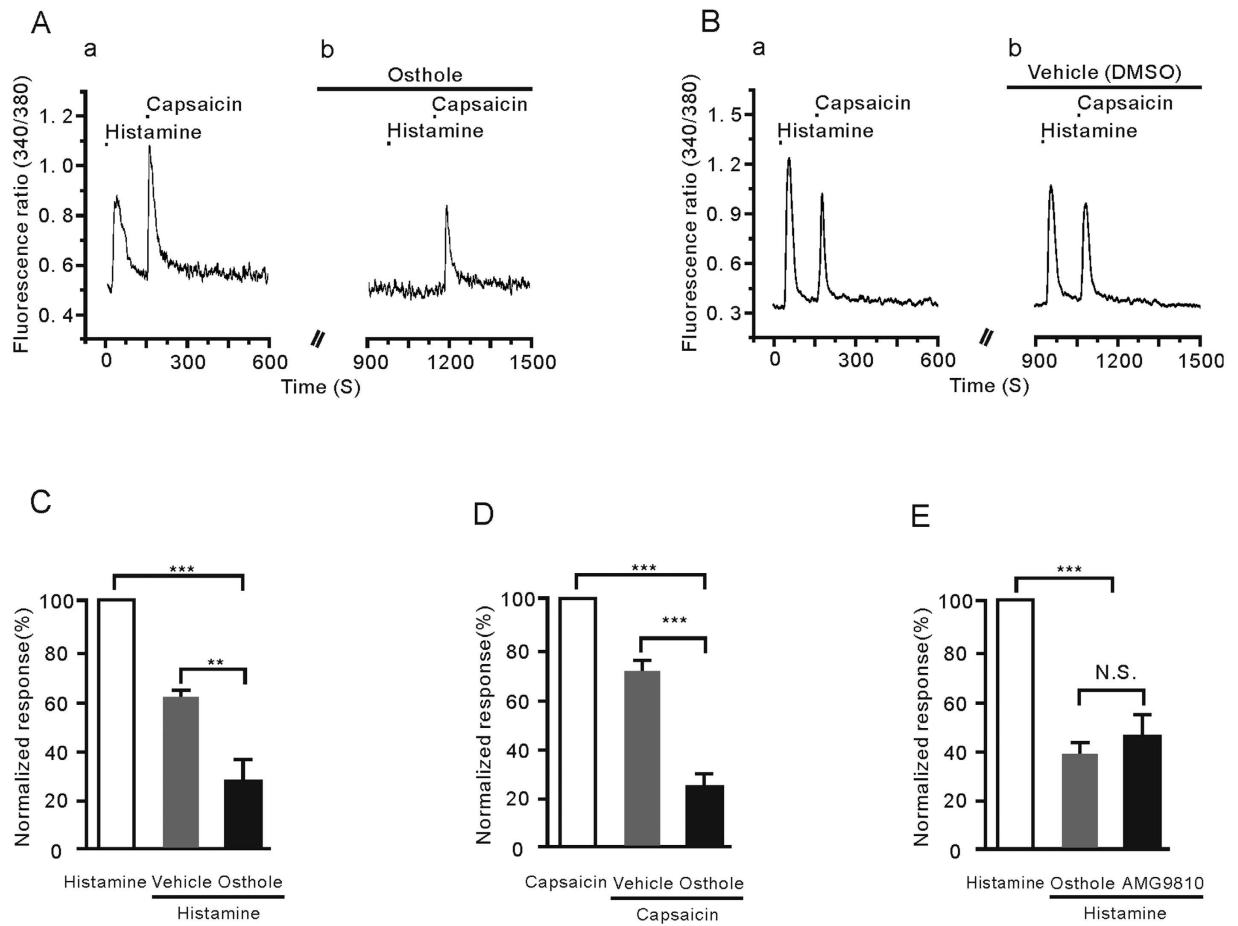 A
B
a
b
a
b
Osthole
Vehicle (DMSO)
Fluorescence ratio (340/380)
1.2
1.0
0.8
0.6
0.4
Capsaicin
Histamine
Capsaicin
Histamine
0
300
600
900
1200
1500
Time (S)
Fluorescence ratio (340/380)
1.5
1.2
0.9
0.6
0.3
Capsaicin
Histamine
Capsaicin
Histamine
0
300
600
900
1200
1500
Time (S)
C
Normalized response(%)
100
80
60
40
20
0
***
**
Histamine Vehicle Osthole
Histamine
D
Normalized response(%)
100
80
60
40
20
0
***
***
Capsaicin Vehicle Osthole
Capsaicin
E
Normalized response(%)
100
80
60
40
20
0
***
N.S.
Histamine Osthole AMG9810
Histamine